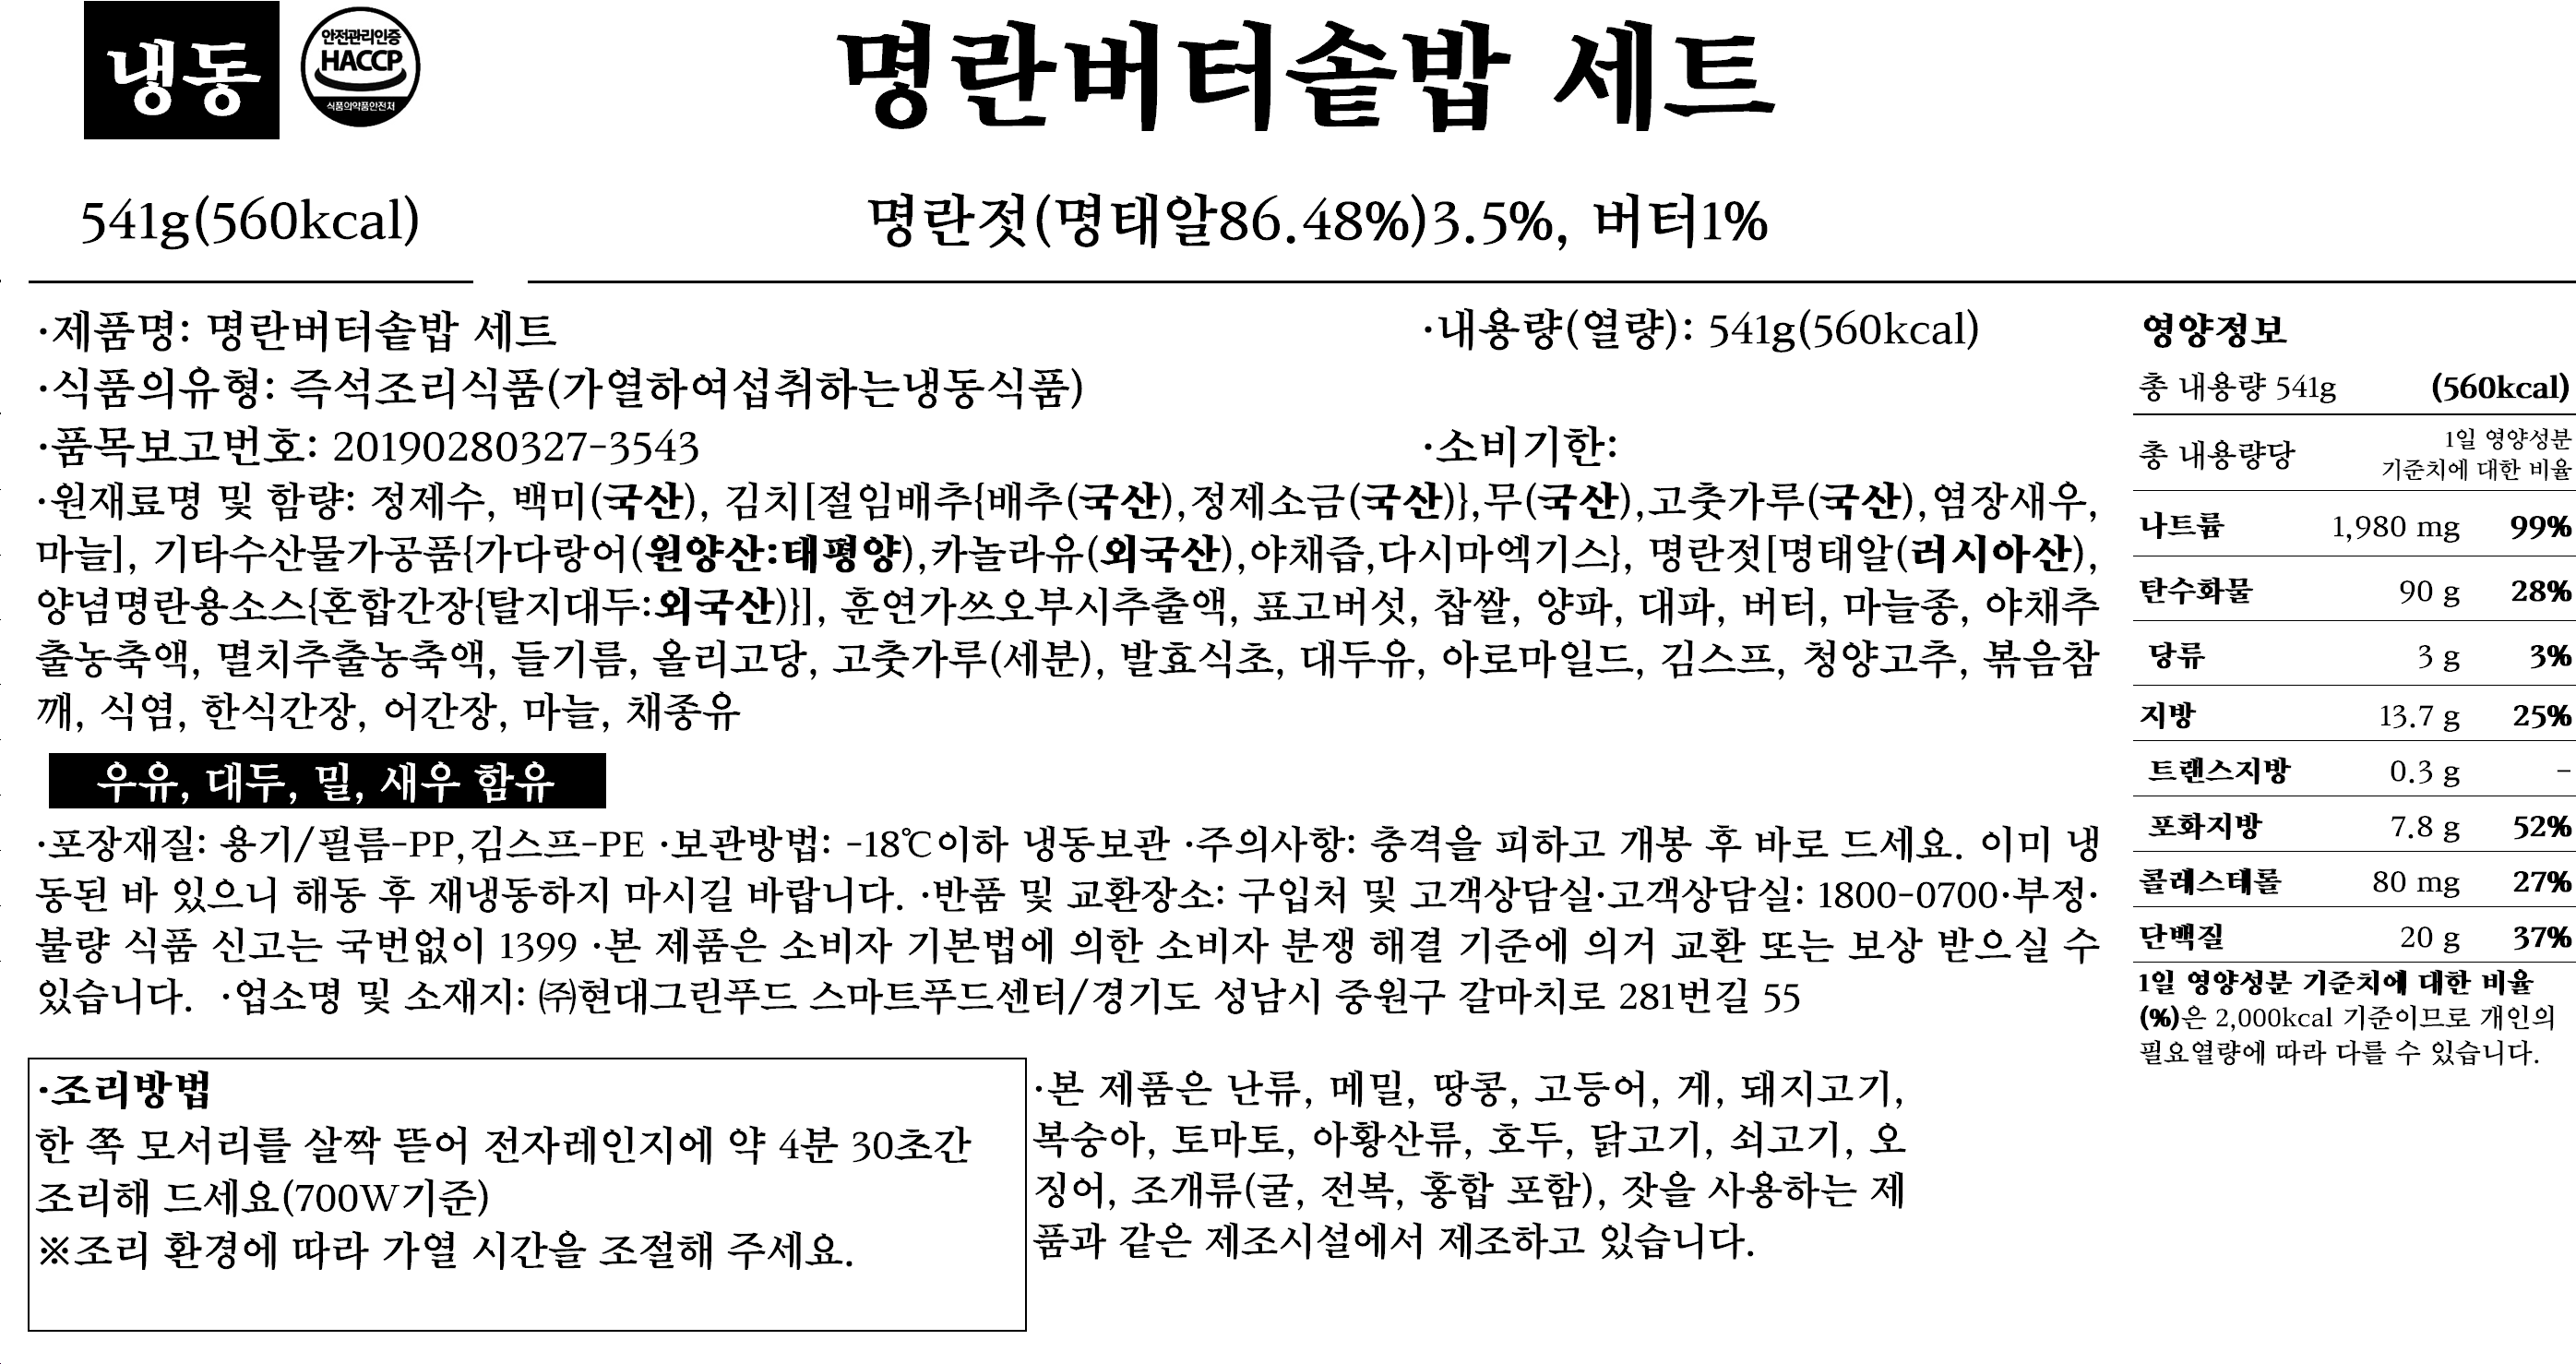 냉동
안전관리인증
HACCP
식품의약품안전처
명란버터솥밥 세트
541g(560kcal)
명란젓(명태알86.48%)3.5%, 버터1%
·제품명: 명란버터솥밥 세트
·내용량(열량): 541g(560kcal)
·식품의유형: 즉석조리식품(가열하여섭취하는냉동식품)
·품목보고번호: 20190280327-3543
·소비기한:
·원재료명 및 함량: 정제수, 백미(국산), 김치[절임배추{배추(국산),정제소금(국산)},무(국산),고춧가루(국산),염장새우,
마늘], 기타수산물가공품{가다랑어(원양산:태평양),카놀라유(외국산),야채즙,다시마엑기스}, 명란젓[명태알(러시아산),
양념명란용소스{혼합간장{탈지대두:외국산)}], 훈연가쓰오부시추출액, 표고버섯, 찹쌀, 양파, 대파, 버터, 마늘종, 야채추
출농축액, 멸치추출농축액, 들기름, 올리고당, 고춧가루(세분), 발효식초, 대두유, 아로마일드, 김스프, 청양고추, 볶음참
깨, 식염, 한식간장, 어간장, 마늘, 채종유
우유, 대두, 밀, 새우 함유
·포장재질: 용기/필름-PP,김스프-PE ·보관방법: -18℃이하 냉동보관 ·주의사항: 충격을 피하고 개봉 후 바로 드세요. 이미 냉
동된 바 있으니 해동 후 재냉동하지 마시길 바랍니다. ·반품 및 교환장소: 구입처 및 고객상담실·고객상담실: 1800-0700·부정·
불량 식품 신고는 국번없이 1399 ·본 제품은 소비자 기본법에 의한 소비자 분쟁 해결 기준에 의거 교환 또는 보상 받으실 수
있습니다. ·업소명 및 소재지: ㈜현대그린푸드 스마트푸드센터/경기도 성남시 중원구 갈마치로 281번길 55
·조리방법
한 쪽 모서리를 살짝 뜯어 전자레인지에 약 4분 30초간
조리해 드세요(700W기준)
※조리 환경에 따라 가열 시간을 조절해 주세요.
·본 제품은 난류, 메밀, 땅콩, 고등어, 게, 돼지고기,
복숭아, 토마토, 아황산류, 호두, 닭고기, 쇠고기, 오
징어, 조개류(굴, 전복, 홍합 포함), 잣을 사용하는 제
품과 같은 제조시설에서 제조하고 있습니다.
영양정보
총 내용량 541g (560kcal)
총 내용량당
1일 영양성분
기준치에 대한 비율
나트륨 1,980 mg 99%
탄수화물 90 g 28%
당류 3 g 3%
지방 13.7 g 25%
트랜스지방 0.3 g -
포화지방 7.8 g 52%
콜레스테롤 80 mg 27%
단백질 20 g 37%
1일 영양성분 기준치에 대한 비율
(%)은 2,000kcal 기준이므로 개인의
필요열량에 따라 다를 수 있습니다.